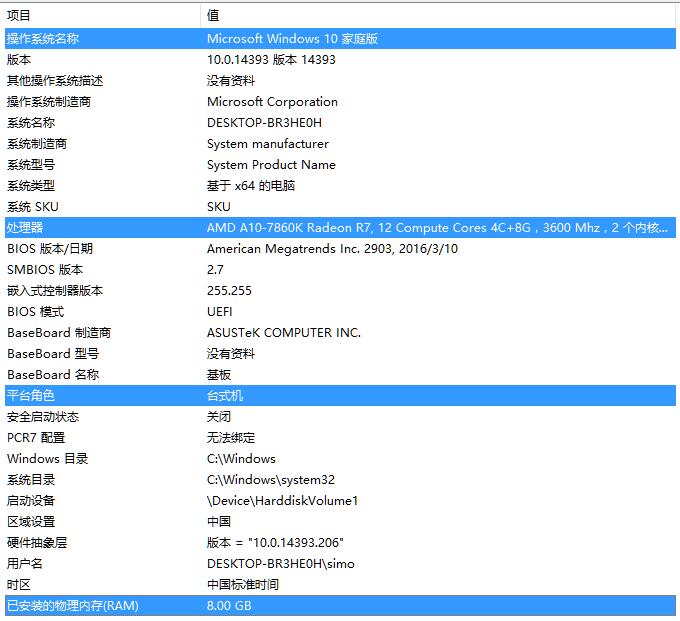 项目 值
操作系统名称 Microsoft Windows 10 家庭版
版本 10.0.14393 版本 14393
其他操作系统描述 没有资料
操作系统制造商 Microsoft Corporation
系统名称 DESKTOP-BR3HE0H
系统制造商 System manufacturer
系统型号 System Product Name
系统类型 基于 x64 的电脑
系统 SKU SKU
处理器 AMD A10-7860K Radeon R7, 12 Compute Cores 4C+8G，3600 Mhz，2 个内核...
BIOS 版本/日期 American Megatrends Inc. 2903, 2016/3/10
SMBIOS 版本 2.7
嵌入式控制器版本 255.255
BIOS 模式 UEFI
BaseBoard 制造商 ASUSTeK COMPUTER INC.
BaseBoard 型号 没有资料
BaseBoard 名称 基板
平台角色 台式机
安全启动状态 关闭
PCR7 配置 无法绑定
Windows 目录 C:\Windows
系统目录 C:\Windows\system32
启动设备 \Device\HarddiskVolume1
区域设置 中国
硬件抽象层 版本 = "10.0.14393.206"
用户名 DESKTOP-BR3HE0H\simo
时区 中国标准时间
已安装的物理内存(RAM) 8.00 GB